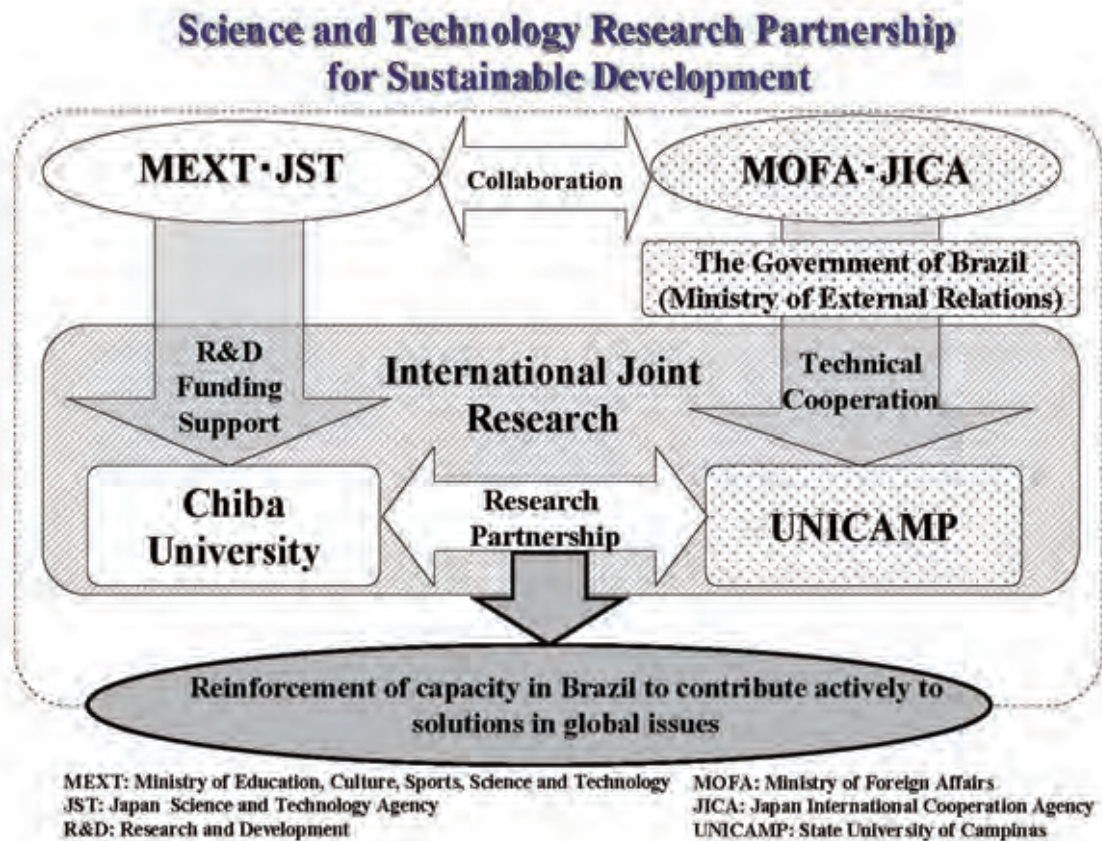 Science and Technology Research Partnership
for Sustainable Development
MEXT・JST
Collaboration
MOFA・JICA
The Government of Brazil
(Ministry of External Relations)
R&D
Funding
Support
International Joint
Research
Technical
Cooperation
Chiba
University
Research
Partnership
UNICAMP
Reinforcement of capacity in Brazil to contribute actively to
solutions in global issues
MEXT: Ministry of Education, Culture, Sports, Science and Technology
JST: Japan Science and Technology Agency
R&D: Research and Development
MOFA: Ministry of Foreign Affairs
JICA: Japan International Cooperation Agency
UNICAMP: State University of Campinas